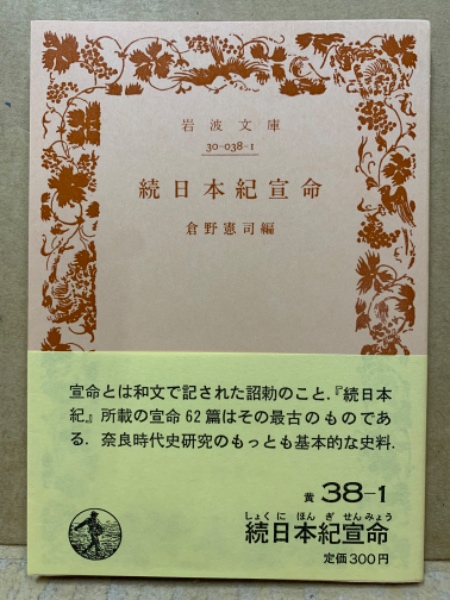 岩波文庫
30-038-1
続日本紀宣命
倉野憲司編
宣命とは和文で記された詔勅のこと.『続日本
紀』所載の宣命62篇はその最古のものであ
る. 奈良時代史研究のもっとも基本的な史料.
黄 38-1
しょく に ほん ぎ せんみょう
続日本紀宣命
定価300円